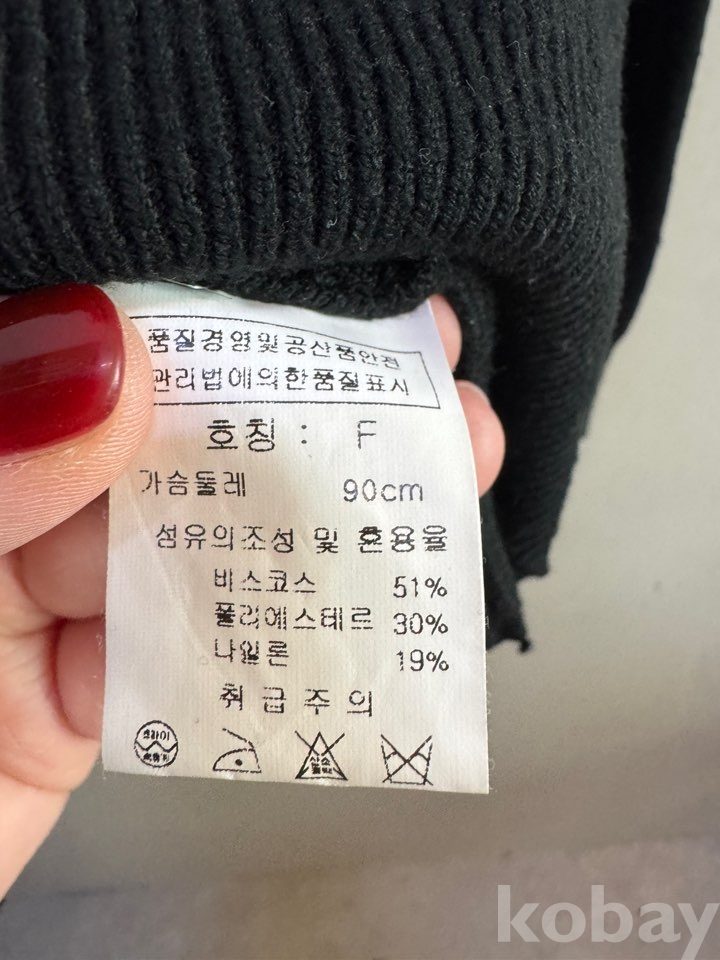 품질경영및공산품안전
관리법에의한품질표시
호칭 : F
가슴둘레 90cm
섬유의조성 및 혼용율
비스코스 51%
폴리에스테르 30%
나일론 19%
취급주의
kobay